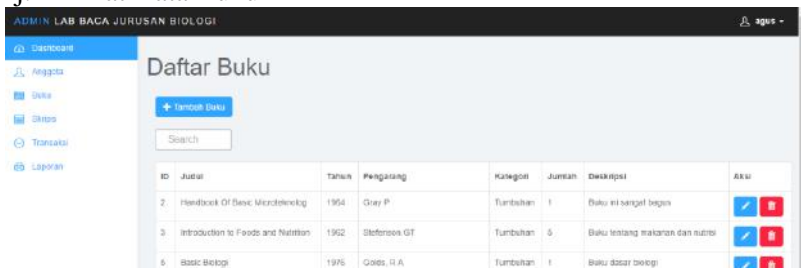 ADMIN LAB BACA JURUSAN BIOLOGI
agus
Dashboard
Anggota
Buku
Skripsi
Transaksi
Laporan
Daftar Buku
+ Tambah Buku
Search
ID Judul Tahun Pengarang Kategori Jumlah Deskripsi Aksi
2 Handbook Of Basic Microteknolog 1964 Gray P Tumbuhan 1 Buku ini sangat bagus
3 Introduction to Foods and Nutrition 1962 Stefenson.GT Tumbuhan 5 Buku tentang makanan dan nutrisi
Basic Biologi 1976 Golds, R.A Tumbuhan 1 Buku dasar biologi